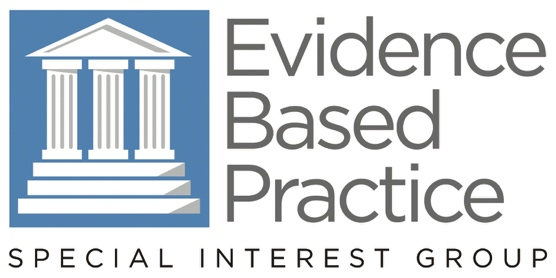 Evidence
Based
Practice
SPECIAL INTEREST GROUP